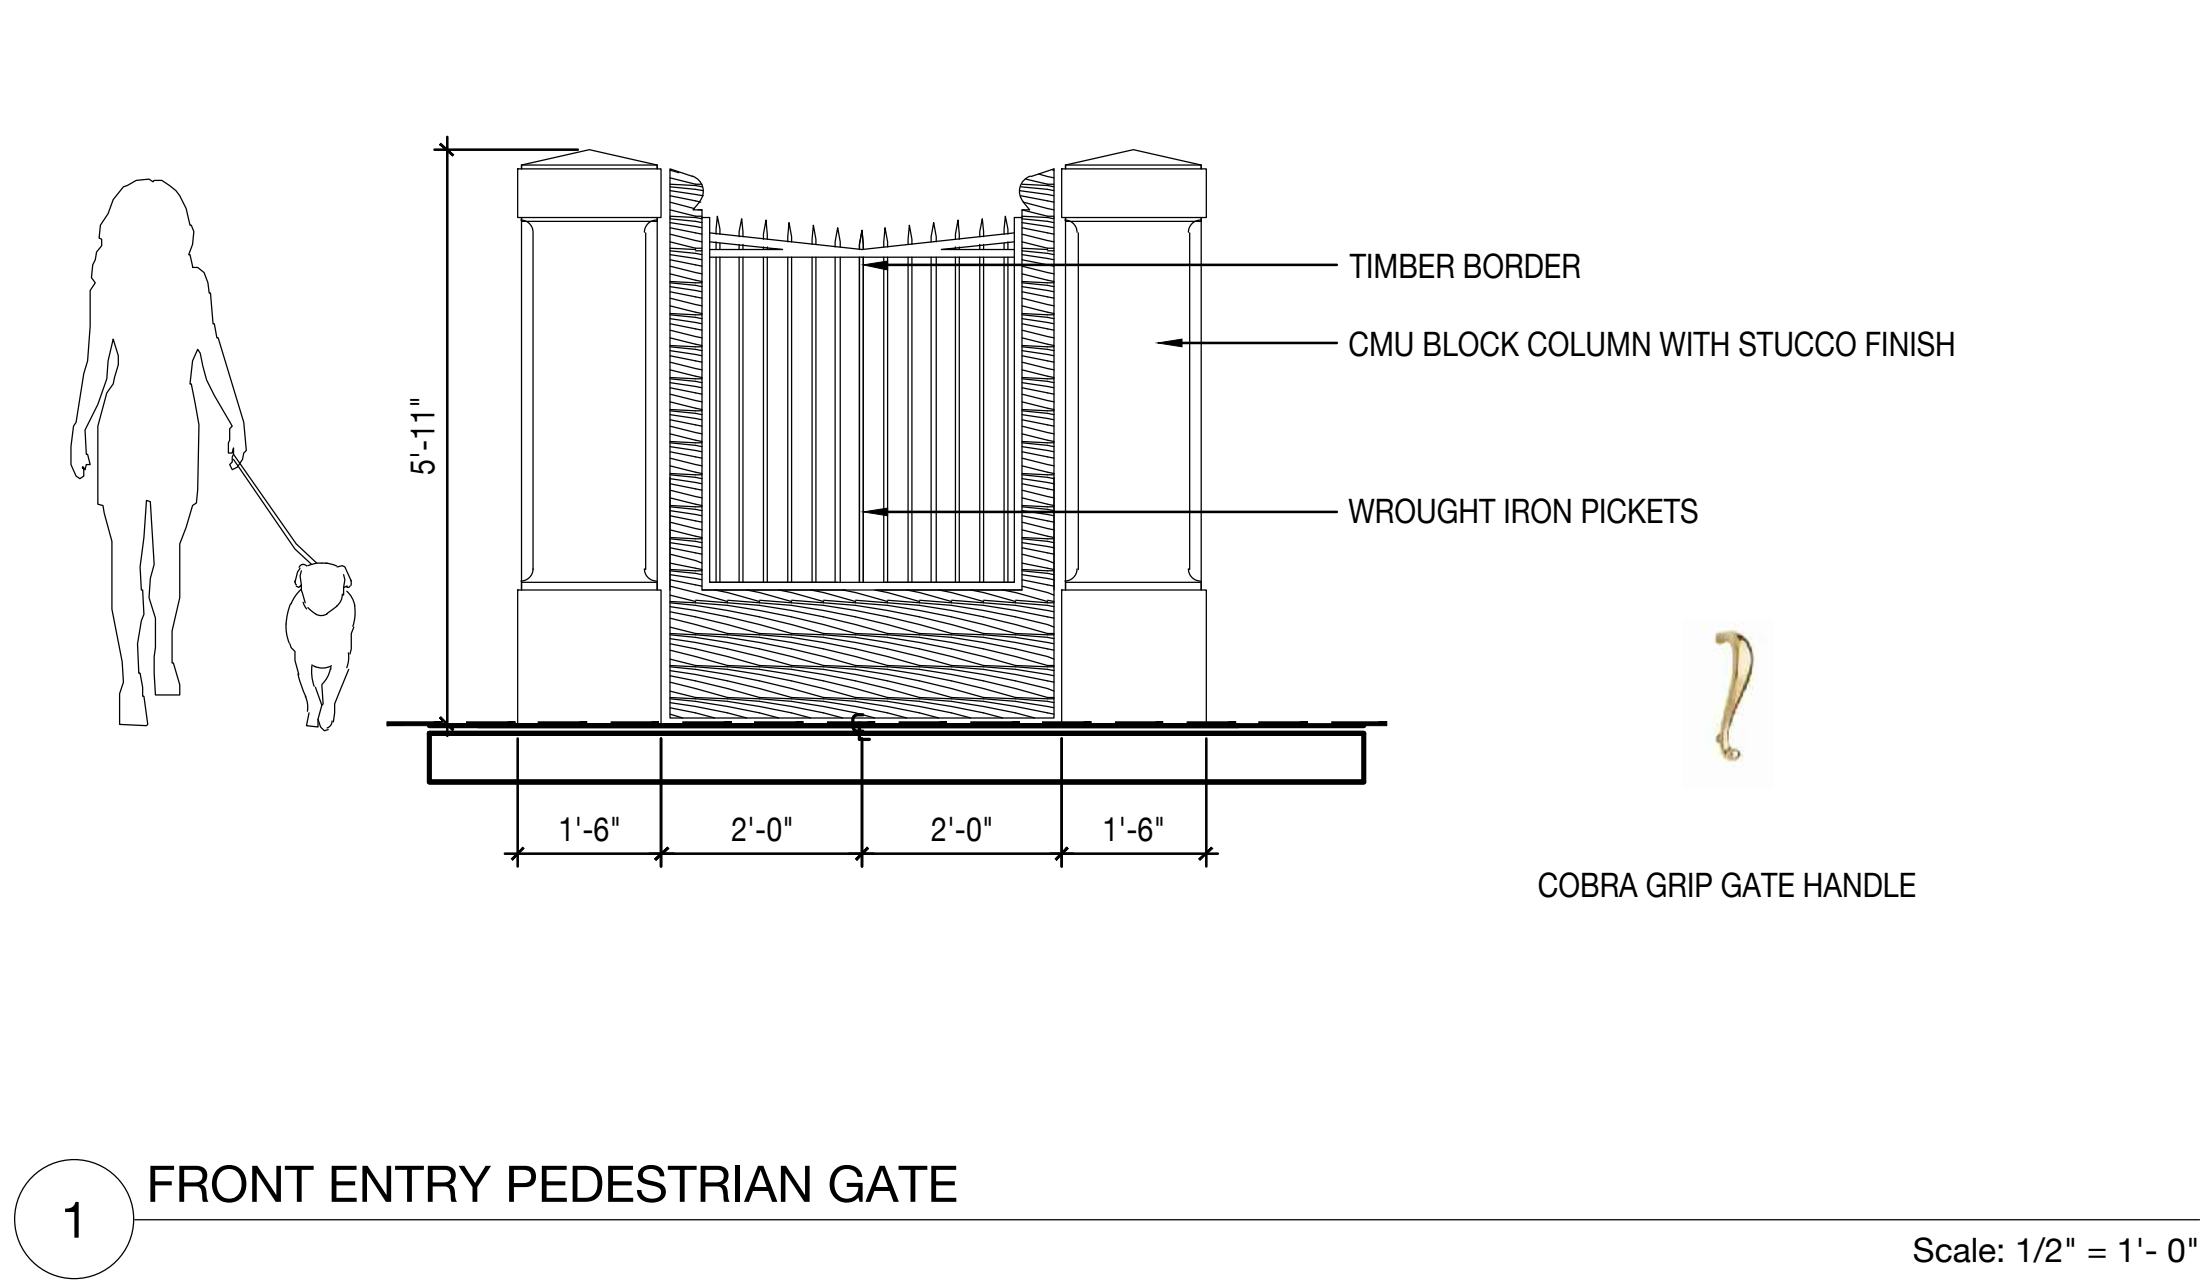 TIMBER BORDER
CMU BLOCK COLUMN WITH STUCCO FINISH
5'-11"
WROUGHT IRON PICKETS
1'-6" 2'-0" 2'-0" 1'-6"
COBRA GRIP GATE HANDLE
1 FRONT ENTRY PEDESTRIAN GATE
Scale: 1/2" = 1'- 0"